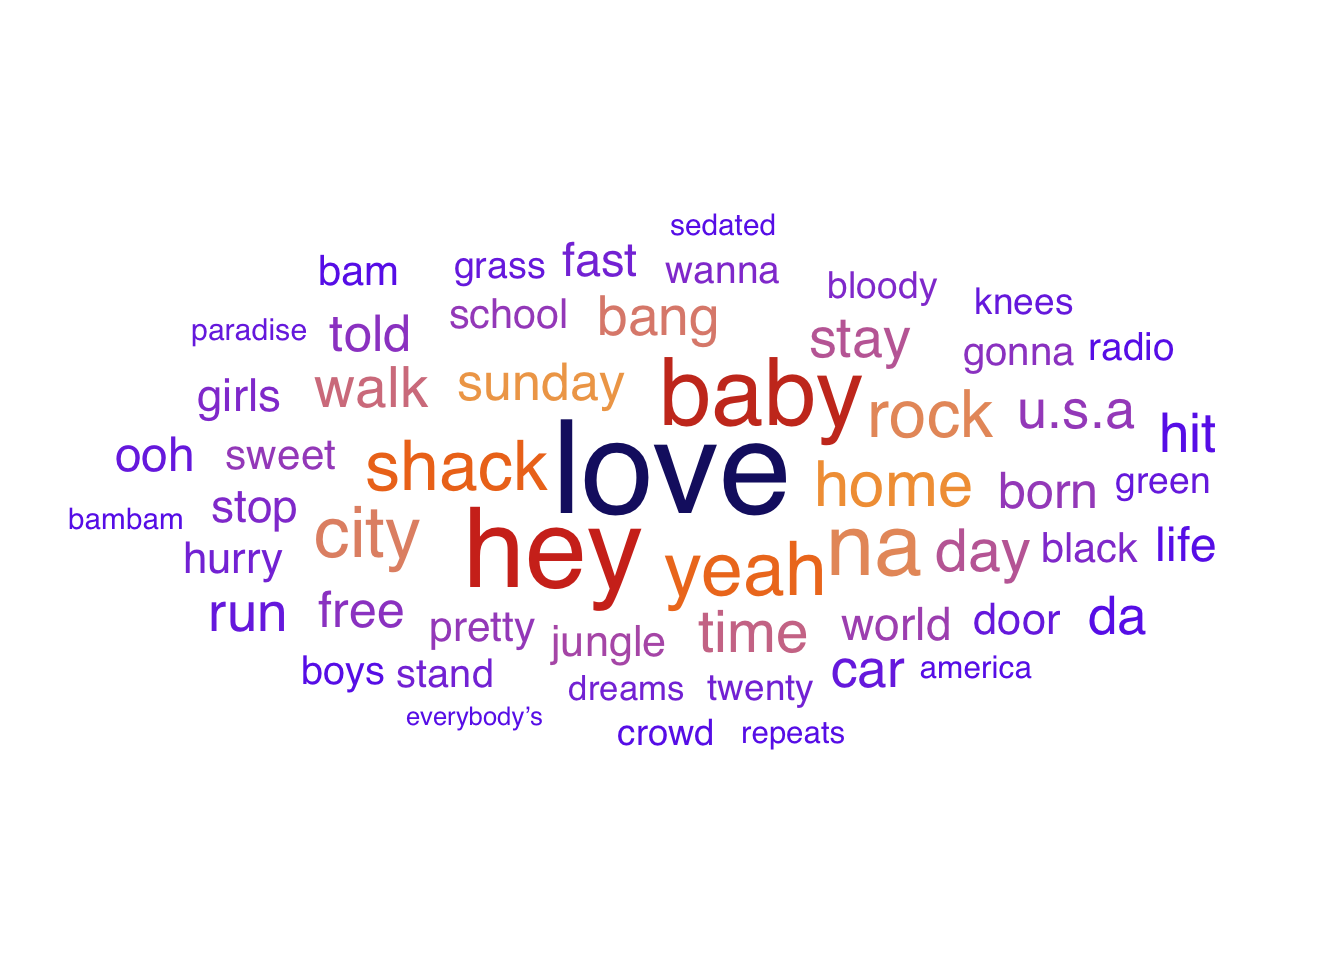 sedated
bam grass fast wanna bloody knees
paradise told school bang stay gonna radio
girls walk sunday baby rock u.s.a hit
ooh sweet shack love home born green
bambam stop city hey yeah na day black life
hurry
run free pretty jungle time world door da
boys stand dreams twenty car america
everybody's crowd repeats